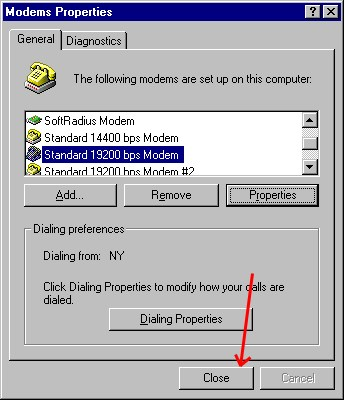 Modems Properties
General Diagnostics
The following modems are set up on this computer:
SoftRadius Modem
Standard 14400 bps Modem
Standard 19200 bps Modem
Standard 19200 bps Modem #2
Add... Remove Properties
Dialing preferences
Dialing from: NY
Click Dialing Properties to modify how your calls are
dialed.
Dialing Properties
Close Cancel